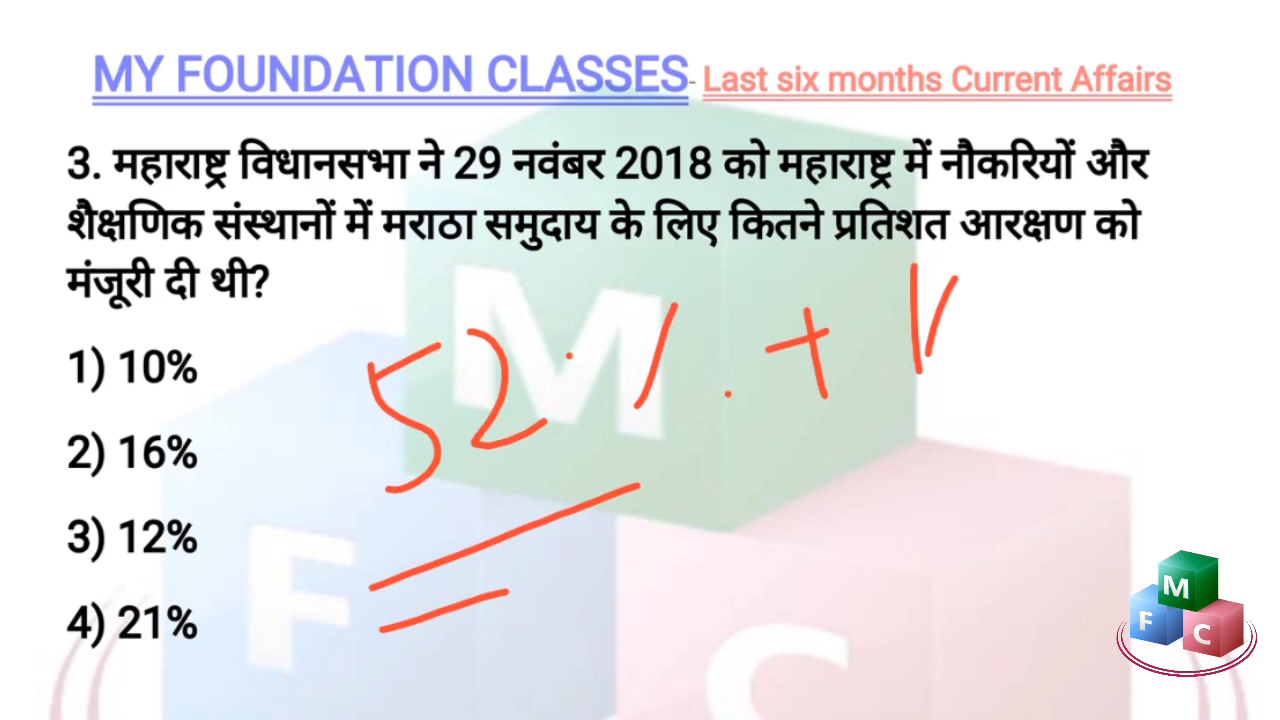 MY FOUNDATION CLASSES- Last six months Current Affairs
3. महाराष्ट्र विधानसभा ने 29 नवंबर 2018 को महाराष्ट्र में नौकरियों और
शैक्षणिक संस्थानों में मराठा समुदाय के लिए कितने प्रतिशत आरक्षण को
मंजूरी दी थी?
1) 10%
2) 16%
3) 12%
4) 21%
52 % +
M
F
C
M
F
C